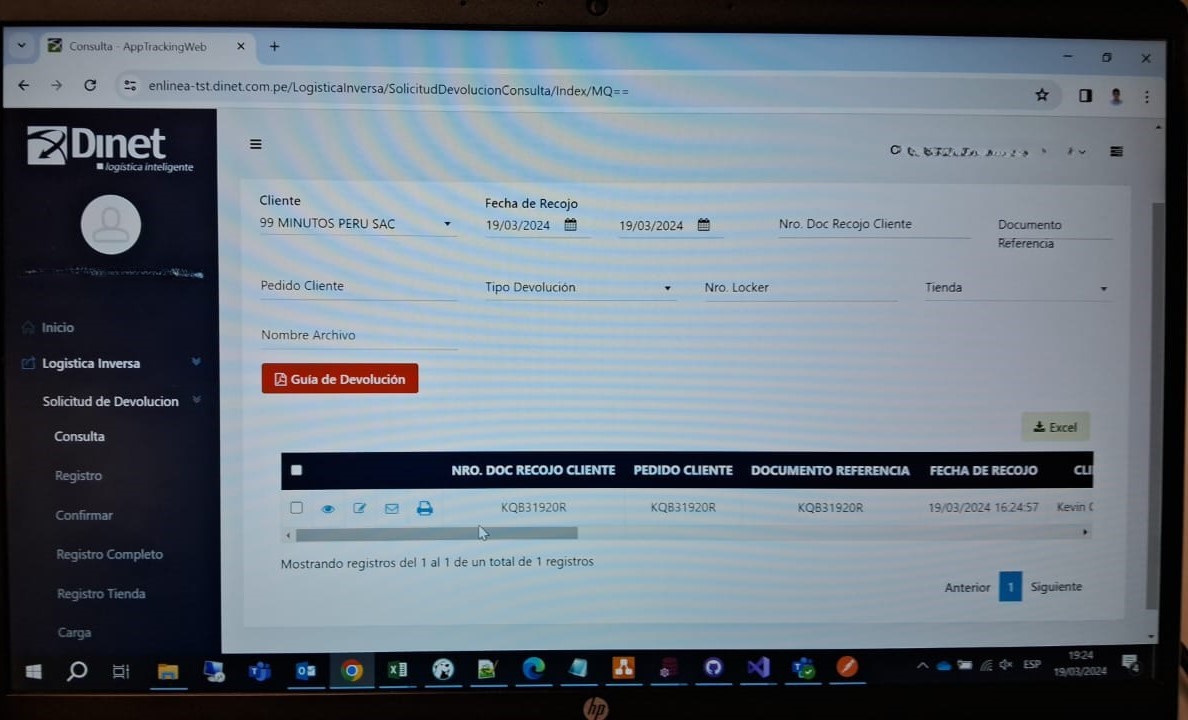 Consulta - AppTrackingWeb
enlinea-tst.dinet.com.pe/LogisticaInversa/SolicitudDevolucionConsulta/Index/MQ==
Dinet
logística inteligente
Inicio
Logistica Inversa
Solicitud de Devolucion
Consulta
Registro
Confirmar
Registro Completo
Registro Tienda
Carga
Cliente
99 MINUTOS PERU SAC
Fecha de Recojo
19/03/2024 19/03/2024
Nro. Doc Recojo Cliente
Documento
Referencia
Pedido Cliente
Tipo Devolución
Nro. Locker
Tienda
Nombre Archivo
Guía de Devolución
Excel
NRO. DOC RECOJO CLIENTE PEDIDO CLIENTE DOCUMENTO REFERENCIA FECHA DE RECOJO CLI
KQB31920R KQB31920R KQB31920R 19/03/2024 16:24:57 Kevin
Mostrando registros del 1 al 1 de un total de 1 registros
Anterior 1 Siguiente
ESP
19:24
19/03/2024
hp